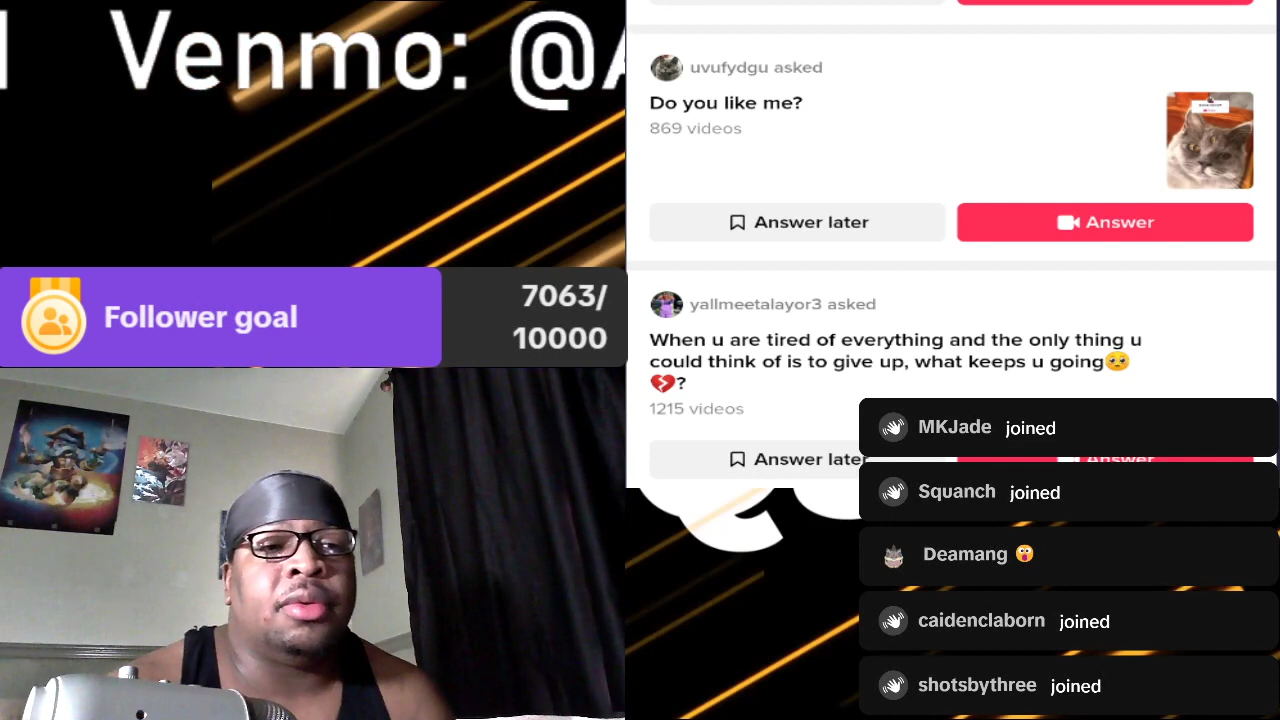 Venmo: @A
uvufydgu asked
Do you like me?
869 videos
Answer later
Answer
Follower goal
7063/
10000
yallmeetalayor3 asked
When u are tired of everything and the only thing u
could think of is to give up, what keeps u going🥺
💔?
1215 videos
Answer later
Answer
MKJade joined
Squanch joined
Deamang 😲
caidenclaborn joined
shotsbythree joined